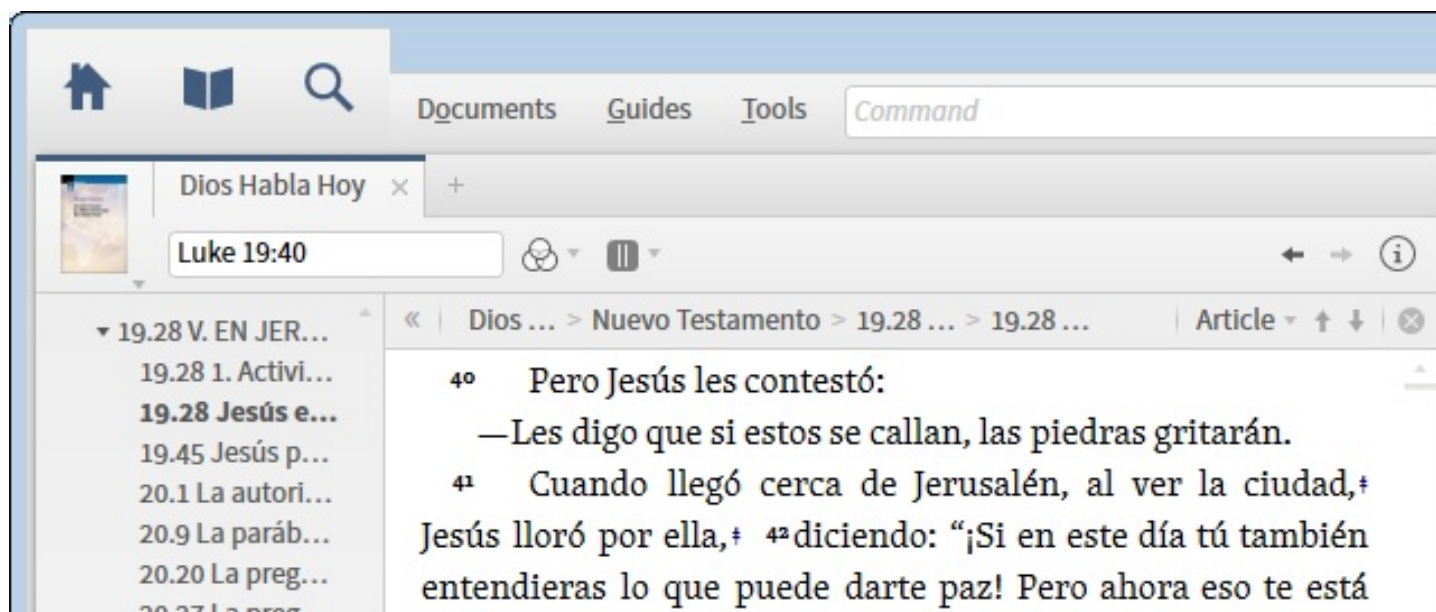 Documents Guides Tools Command
Dios Habla Hoy
Luke 19:40
Dios ... > Nuevo Testamento > 19.28 ... > 19.28 ... Article
19.28 V. EN JER...
19.28 1. Activi...
19.28 Jesús e...
19.45 Jesús p...
20.1 La autori...
20.9 La paráb...
20.20 La preg...
40 Pero Jesús les contestó:
—Les digo que si estos se callan, las piedras gritarán.
41 Cuando llegó cerca de Jerusalén, al ver la ciudad,‡
Jesús lloró por ella,‡ 42 diciendo: “¡Si en este día tú también
entendieras lo que puede darte paz! Pero ahora eso te está